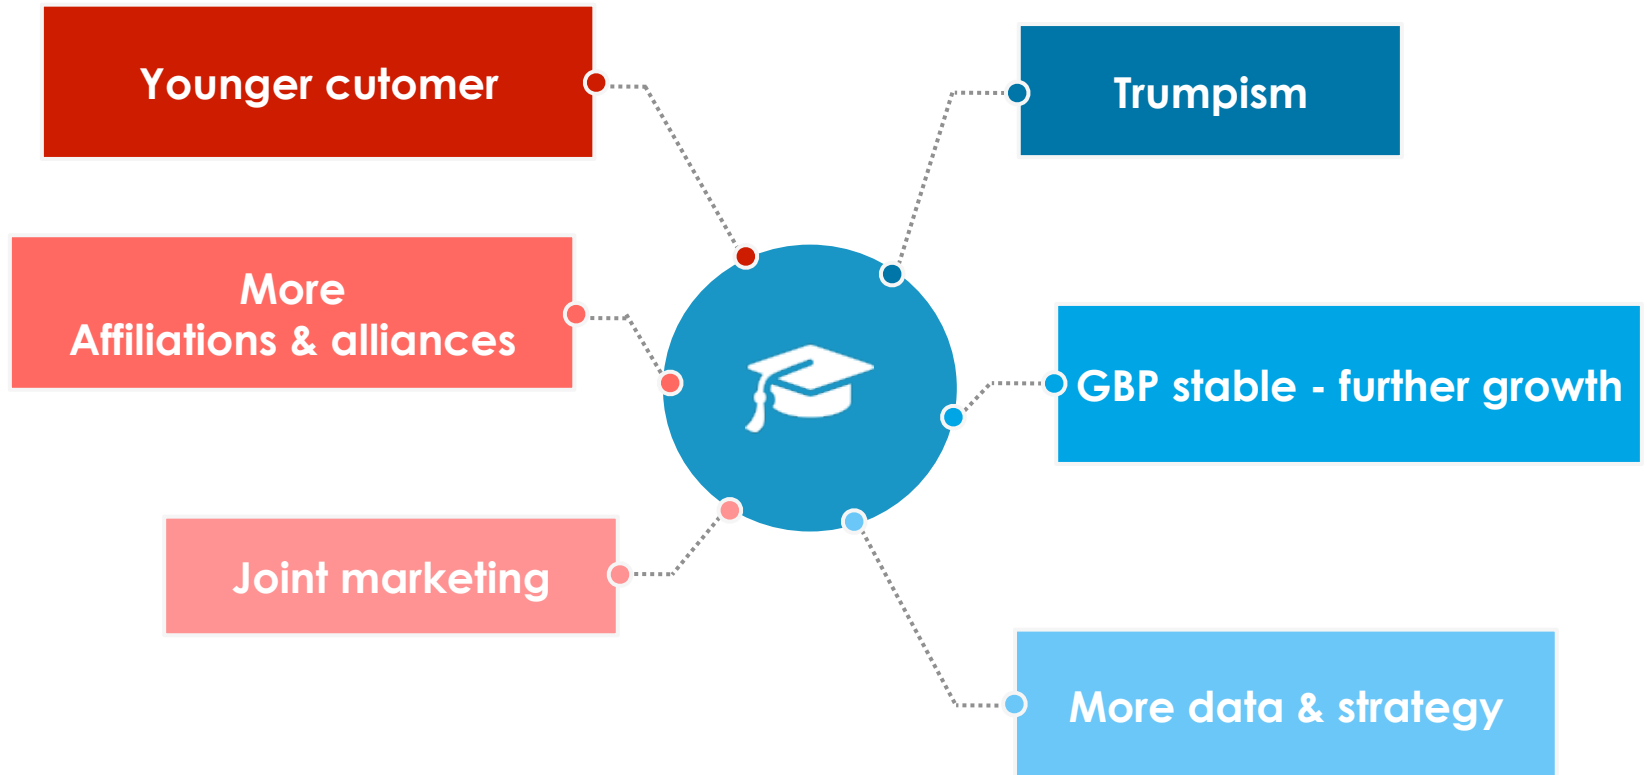 Younger cutomer
Trumpism
More
Affiliations & alliances
GBP stable - further growth
Joint marketing
More data & strategy